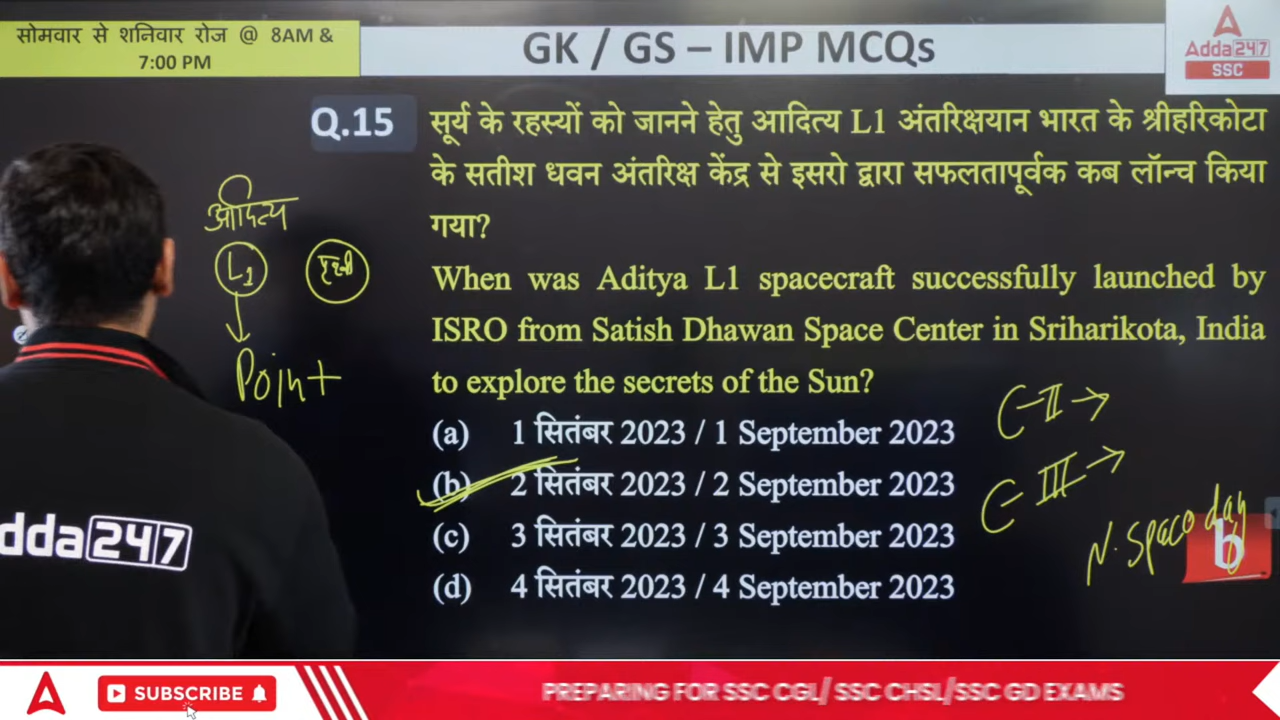 सोमवार से शनिवार रोज @ 8AM &
7:00 PM
GK / GS – IMP MCQs
Adda247
SSC
Q.15
सूर्य के रहस्यों को जानने हेतु आदित्य L1 अंतरिक्षयान भारत के श्रीहरिकोटा
के सतीश धवन अंतरिक्ष केंद्र से इसरो द्वारा सफलतापूर्वक कब लॉन्च किया
गया?
When was Aditya L1 spacecraft successfully launched by
ISRO from Satish Dhawan Space Center in Sriharikota, India
to explore the secrets of the Sun?
(a) 1 सितंबर 2023 / 1 September 2023
(b) 2 सितंबर 2023 / 2 September 2023
(c) 3 सितंबर 2023 / 3 September 2023
(d) 4 सितंबर 2023 / 4 September 2023
आदित्य
L1
पृथ्वी
Point
C-II →
C-III →
N. Space day
b
dda247
SUBSCRIBE
PREPARING FOR SSC CGL/ SSC CHSL/SSC GD EXAMS